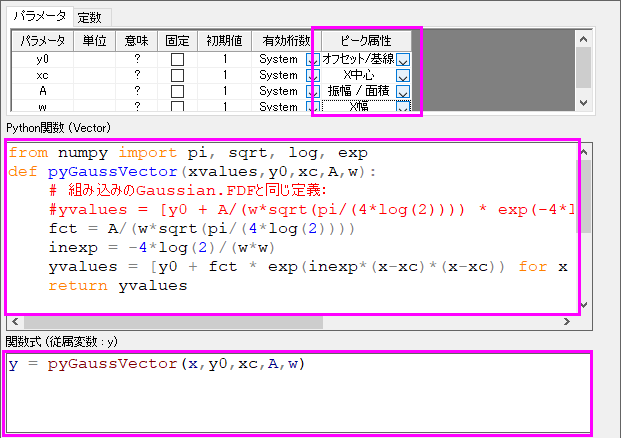 パラメータ 定数
パラメータ 単位 意味 固定 初期値 有効桁数 ピーク属性
y0 ? 1 System オフセット/基線
xc ? 1 System X中心
A ? 1 System 振幅 / 面積
w ? 1 System X幅
Python関数 (Vector)
from numpy import pi, sqrt, log, exp
def pyGaussVector(xvalues,y0,xc,A,w):
# 組み込みのGaussian.FDFと同じ定義:
#yvalues = [y0 + A/(w*sqrt(pi/(4*log(2)))) * exp(-4*l
fct = A/(w*sqrt(pi/(4*log(2))))
inexp = -4*log(2)/(w*w)
yvalues = [y0 + fct * exp(inexp*(x-xc)*(x-xc)) for x
return yvalues
関数式 (従属変数 : y)
y = pyGaussVector(x,y0,xc,A,w)